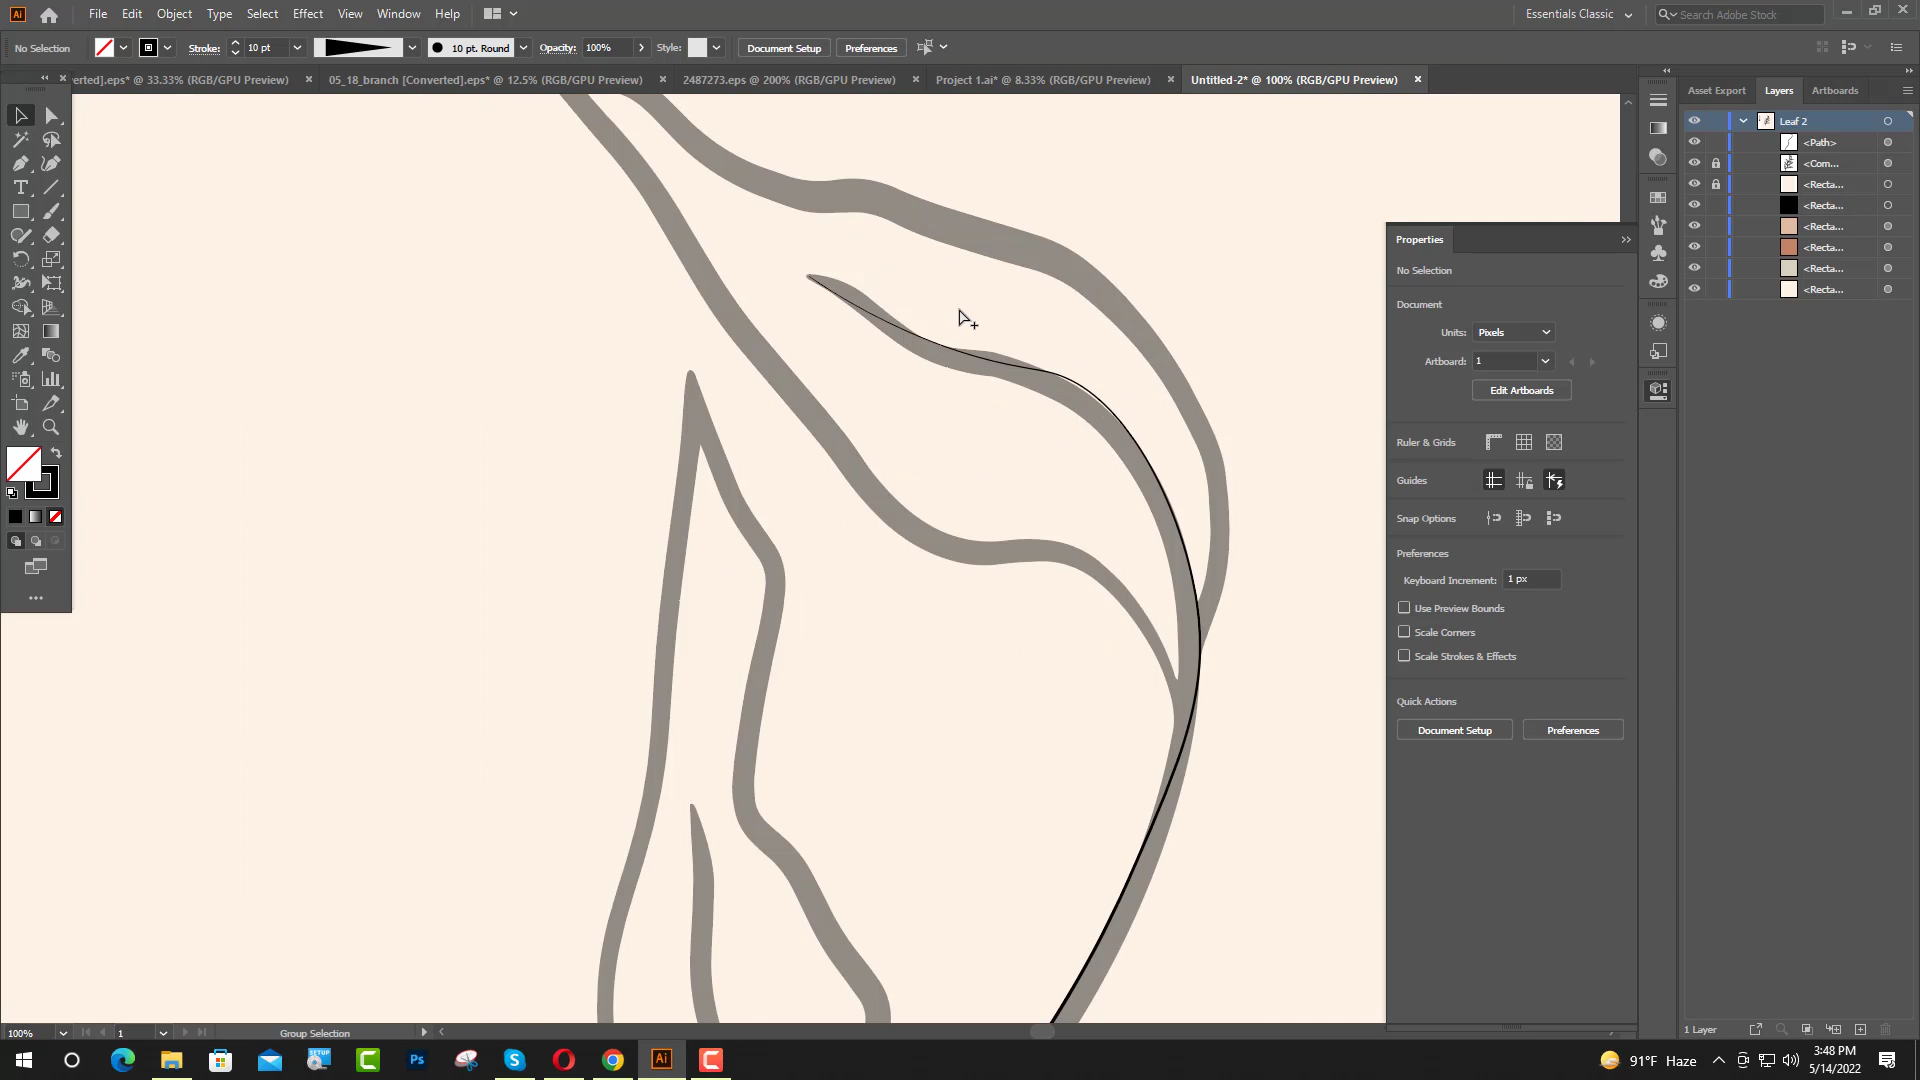 Ai File Edit Object Type Select Effect View Window Help Essentials Classic Search Adobe Stock
No Selection Stroke: 10 pt 10 pt. Round Opacity: 100% Style: Document Setup Preferences
erted].eps* @ 33.33% (RGB/GPU Preview) × 05_18_branch [Converted].eps* @ 12.5% (RGB/GPU Preview) × 2487273.eps @ 200% (RGB/GPU Preview) × Project 1.ai* @ 8.33% (RGB/GPU Preview) × Untitled-2* @ 100% (RGB/GPU Preview) ×
Asset Export Layers Artboards
Leaf 2
<Path>
<Com...
<Recta...
<Recta...
<Recta...
<Recta...
<Recta...
<Recta...
Properties
No Selection
Document
Units: Pixels
Artboard: 1
Edit Artboards
Ruler & Grids
Guides
Snap Options
Preferences
Keyboard Increment: 1 px
Use Preview Bounds
Scale Corners
Scale Strokes & Effects
Quick Actions
Document Setup Preferences
100% 1 Group Selection
1 Layer
SETUP Ps S Ai C 91°F Haze 3:48 PM
5/14/2022